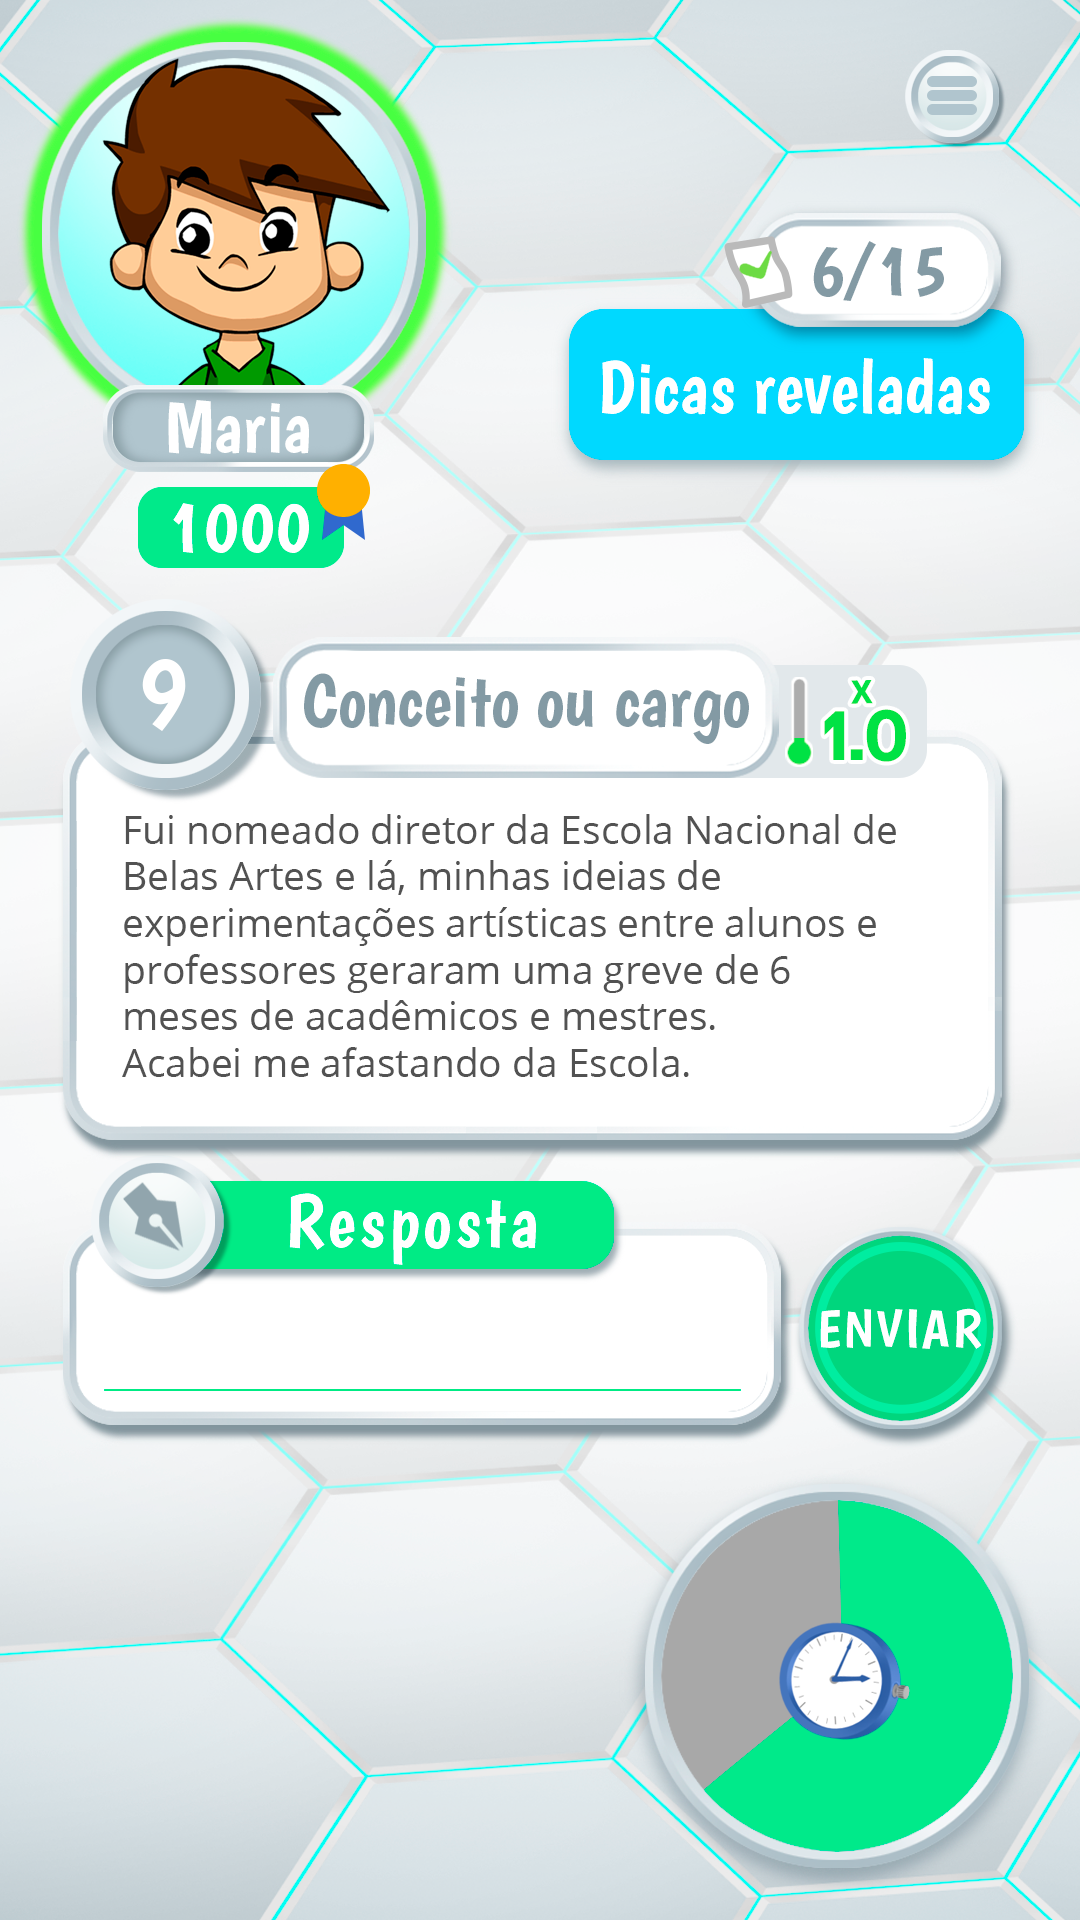 6/15
Dicas reveladas
Maria
1000
9
Conceito ou cargo
x
1.0
Fui nomeado diretor da Escola Nacional de
Belas Artes e lá, minhas ideias de
experimentações artísticas entre alunos e
professores geraram uma greve de 6
meses de acadêmicos e mestres.
Acabei me afastando da Escola.
Resposta
ENVIAR